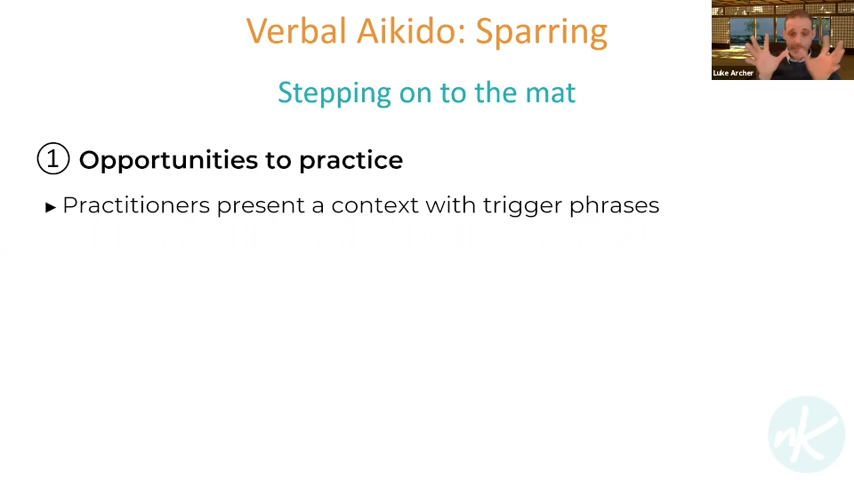 Verbal Aikido: Sparring
Luke Archer
Stepping on to the mat
① Opportunities to practice
▸ Practitioners present a context with trigger phrases
nk